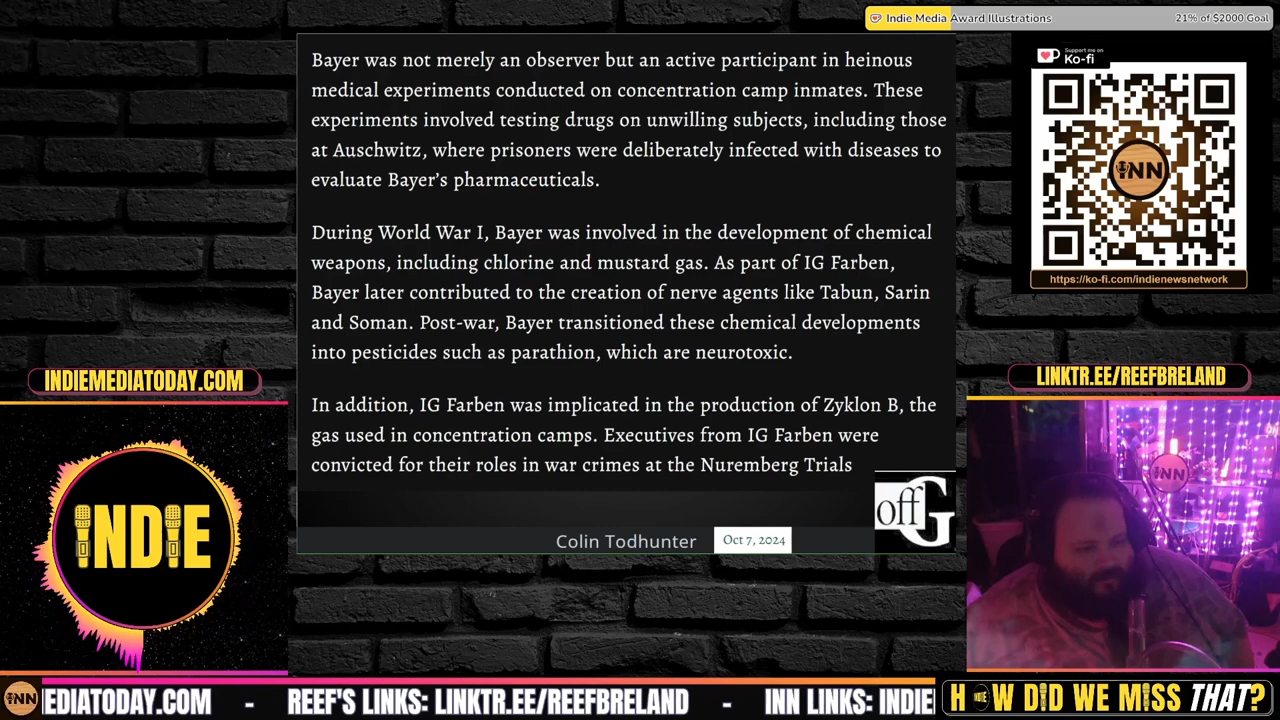 Indie Media Award Illustrations
21% of $2000 Goal
Bayer was not merely an observer but an active participant in heinous
medical experiments conducted on concentration camp inmates. These
experiments involved testing drugs on unwilling subjects, including those
at Auschwitz, where prisoners were deliberately infected with diseases to
evaluate Bayer's pharmaceuticals.
During World War I, Bayer was involved in the development of chemical
weapons, including chlorine and mustard gas. As part of IG Farben,
Bayer later contributed to the creation of nerve agents like Tabun, Sarin
and Soman. Post-war, Bayer transitioned these chemical developments
into pesticides such as parathion, which are neurotoxic.
In addition, IG Farben was implicated in the production of Zyklon B, the
gas used in concentration camps. Executives from IG Farben were
convicted for their roles in war crimes at the Nuremberg Trials
offG
Colin Todhunter
Oct 7, 2024
Support me on
Ko-fi
INN
https://ko-fi.com/indienewsnetwork
INDIEMEDIATODAY.COM
INDIE
LINKTR.EE/REEFBRELAND
INN
INN
EDIATODAY.COM - REEF'S LINKS: LINKTR.EE/REEFBRELAND - INN LINKS: INDIE
HOW DID WE MISS THAT?